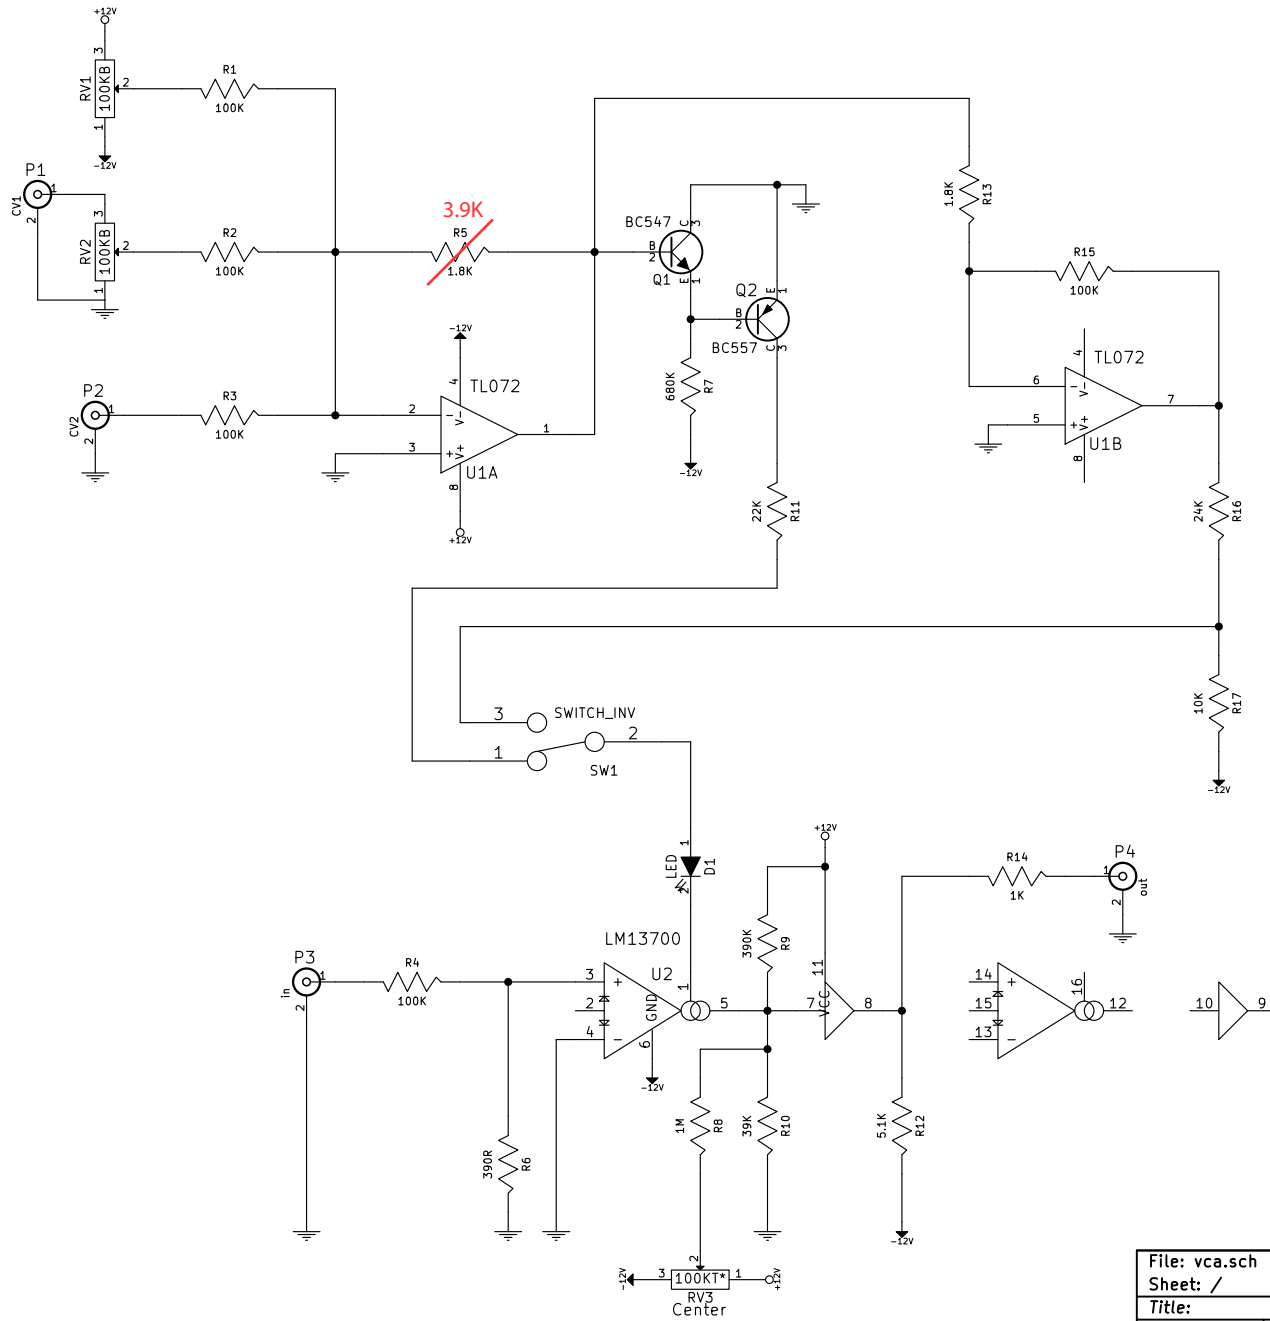 +12V
3
RV1
100KB
2
1
-12V
R1
100K
P1
1
CV1
2
3
RV2
100KB
2
1
R2
100K
3.9K
R5
1.8K
BC547
C
3
B
2
Q1
E
1
Q2
E
1
B
2
BC557
C
3
680K
R7
-12V
1.8K
R13
R15
100K
P2
1
CV2
2
R3
100K
-12V
4
TL072
2
-
V-
3
+
V+
1
U1A
8
+12V
4
TL072
6
-
V-
7
5
+
V+
U1B
8
22K
R11
24K
R16
10K
R17
-12V
3
SWITCH_INV
2
1
SW1
1
LED
D1
2
+12V
R14
1K
P4
1
out
2
LM13700
U2
390K
R9
P3
1
in
2
R4
100K
3
+
1
2
GND
4
-
6
-12V
5
7
VCC
11
8
14
+
16
15
12
13
-
10
9
390R
R6
1M
R8
39K
R10
5.1K
R12
-12V
2
-12V
3
100KT*
1
+12V
RV3
Center
File: vca.sch
Sheet: /
Title: